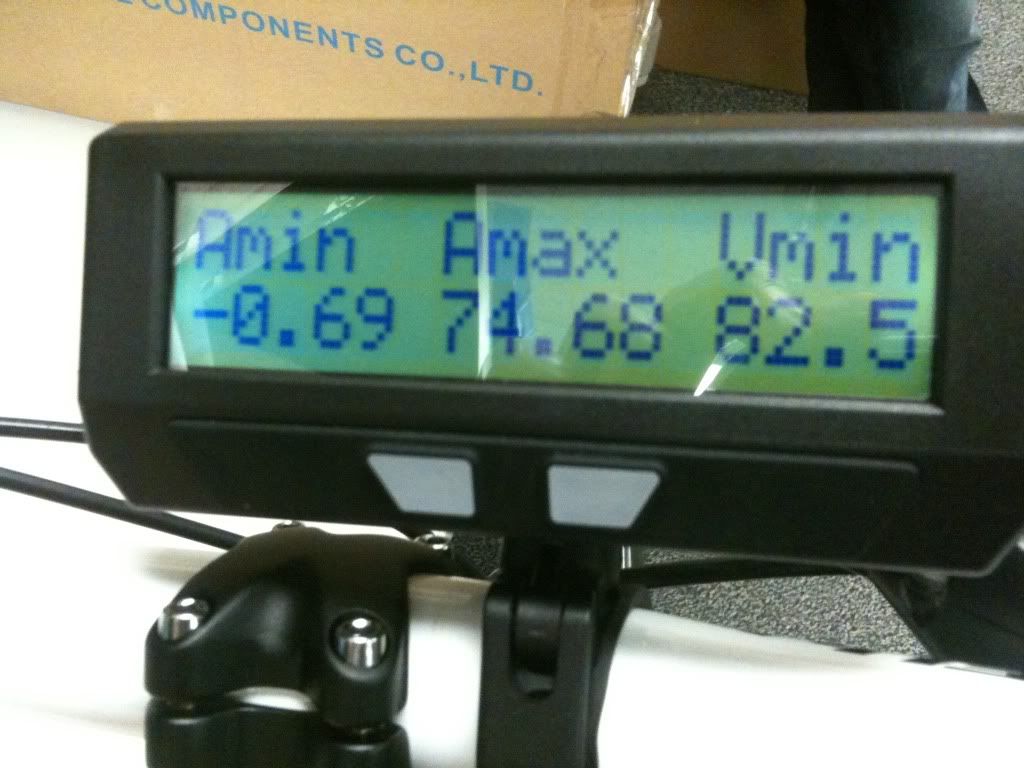 COMPONENTS CO.,LTD.
Amin Amax Vmin
-0.69 74.68 82.5